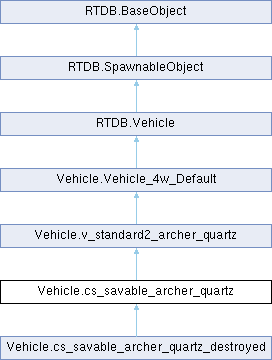 RTDB.BaseObject
RTDB.SpawnableObject
RTDB.Vehicle
Vehicle.Vehicle_4w_Default
Vehicle.v_standard2_archer_quartz
Vehicle.cs_savable_archer_quartz
Vehicle.cs_savable_archer_quartz_destroyed